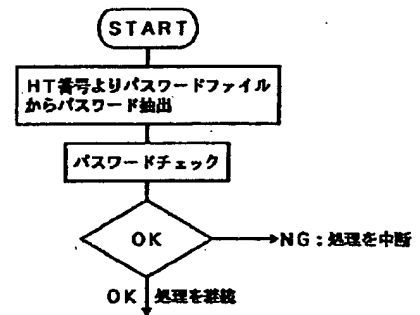 START
HT番号よりパスワードファイル
からパスワード抽出
パスワードチェック
OK
NG:処理を中断
OK 処理を継続